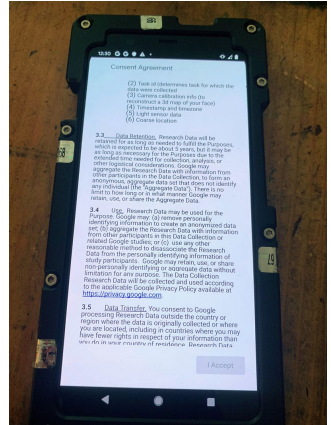 12:30
Consent Agreement
(2) Task id (determines task for which the
data were collected
(3) Camera calibration info (to
reconstruct a 3d map of your face)
(4) Timestamp and timezone
(5) Light sensor data
(6) Coarse location
3.3 Data Retention. Research Data will be
retained for as long as needed to fulfill the Purposes,
which is expected to be about 5 years, but it may be
as long as necessary for the Purposes due to the
extended time needed for collection, analysis, or
other logistical considerations. Google may
aggregate the Research Data with information from
other participants in the Data Collection, to form an
anonymous, aggregate data set that does not identify
any individual (the "Aggregate Data"). There is no
limit to how long or in what manner Google may
retain, use, or share the Aggregate Data.
3.4 Use. Research Data may be used for the
Purpose. Google may: (a) remove personally
identifying information to create an anonymized data
set; (b) aggregate the Research Data with information
from other participants in this Data Collection or
related Google studies; or (c) use any other
reasonable method to disassociate the Research
Data from the personally identifying information of
study participants. Google may retain, use, or share
non-personally identifying or aggregate data without
limitation for any purpose. The Data Collection
Research Data will be collected and used according
to the applicable Google Privacy Policy available at
https://privacy.google.com.
3.5 Data Transfer. You consent to Google
processing Research Data outside the country or
region where the data is originally collected or where
you are located, including in countries where you may
have fewer rights in respect of your information than
you do in your country of residence. Research Data
I Accept